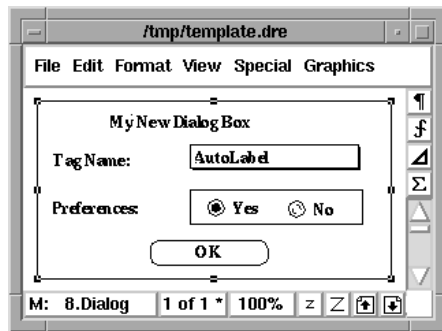 /tmp/template.dre
File Edit Format View Special Graphics
My New Dialog Box
Tag Name: AutoLabel
Preferences: Yes No
OK
M: 8.Dialog 1 of 1 * 100% z Z
¶
∑